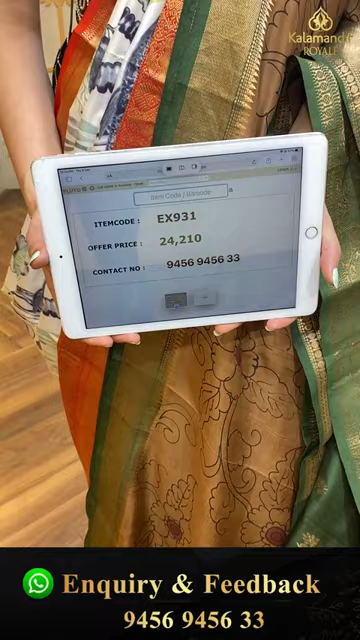 Kalamandir
ROYALE
Item Code / Barcode
ITEMCODE : EX931
OFFER PRICE : 24,210
CONTACT NO : 9456 9456 33
Enquiry & Feedback
9456 9456 33